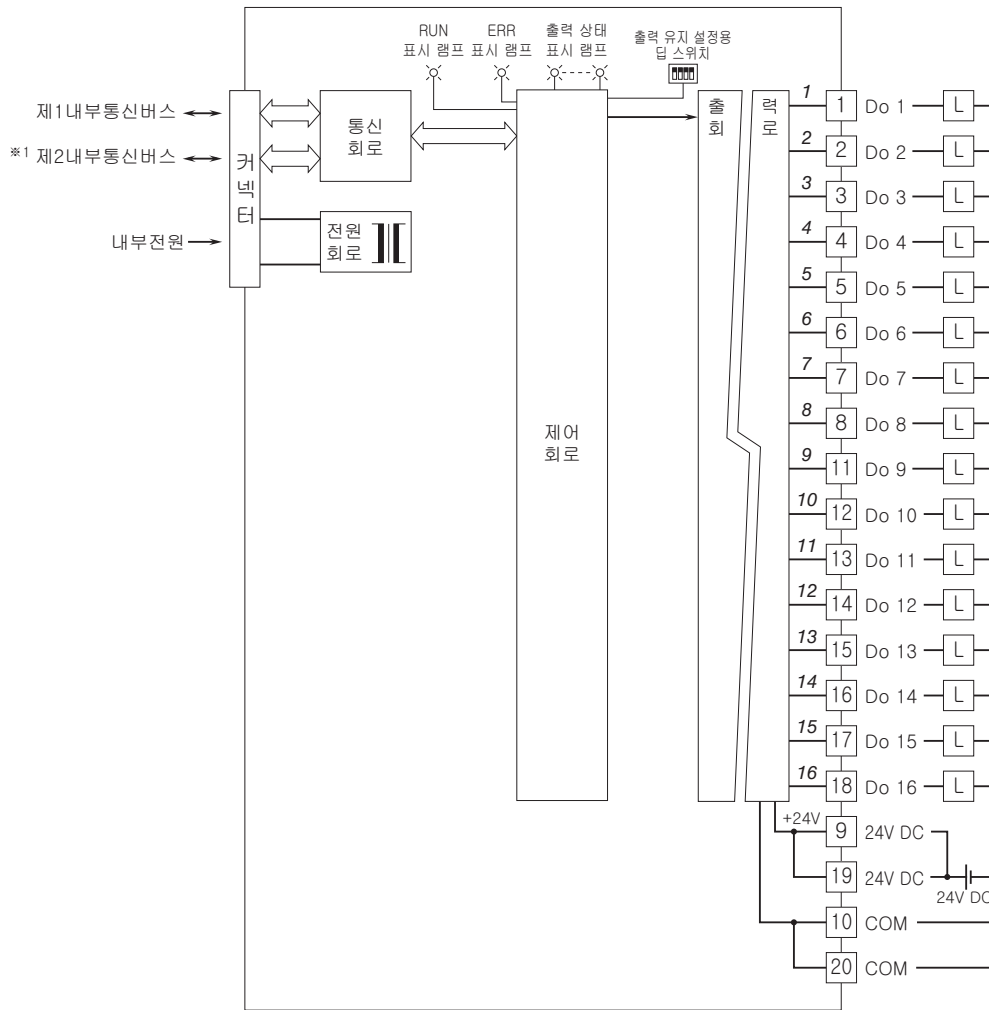 RUN
표시 램프
ERR
표시 램프
출력 상태
표시 램프
출력 유지 설정용
딥 스위치
제1내부통신버스
※1 제2내부통신버스
내부전원
커넥터
통신
회로
전원
회로
제어
회로
출력
회로
1 1 Do 1 L
2 2 Do 2 L
3 3 Do 3 L
4 4 Do 4 L
5 5 Do 5 L
6 6 Do 6 L
7 7 Do 7 L
8 8 Do 8 L
9 11 Do 9 L
10 12 Do 10 L
11 13 Do 11 L
12 14 Do 12 L
13 15 Do 13 L
14 16 Do 14 L
15 17 Do 15 L
16 18 Do 16 L
+24V 9 24V DC
19 24V DC
24V DC
10 COM
20 COM